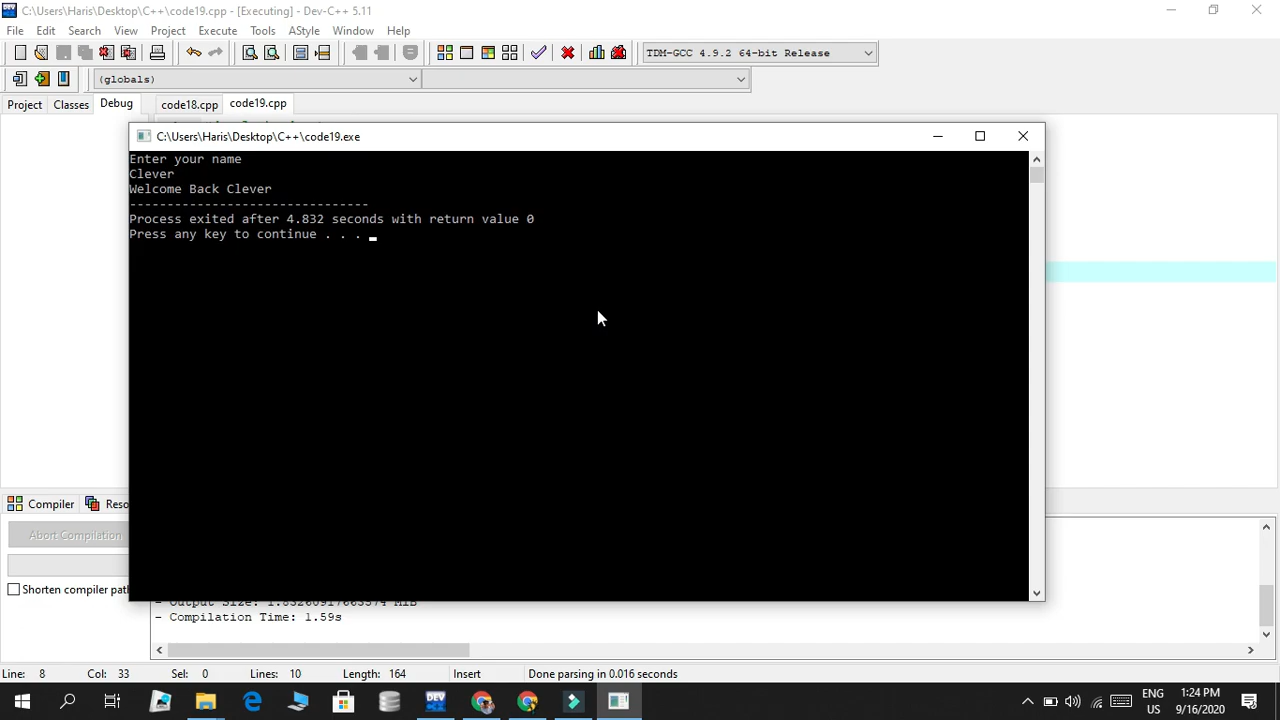 C:\Users\Haris\Desktop\C++\code19.cpp - [Executing] - Dev-C++ 5.11
File Edit Search View Project Execute Tools AStyle Window Help
TDM-GCC 4.9.2 64-bit Release
(globals)
Project Classes Debug code18.cpp code19.cpp
C:\Users\Haris\Desktop\C++\code19.exe
Enter your name
Clever
Welcome Back Clever
--------------------------------
Process exited after 4.832 seconds with return value 0
Press any key to continue . . .
Compiler Reso
Abort Compilation
Shorten compiler path
- Compilation Time: 1.59s
Line: 8 Col: 33 Sel: 0 Lines: 10 Length: 164 Insert Done parsing in 0.016 seconds
DEV
ENG 1:24 PM
US 9/16/2020